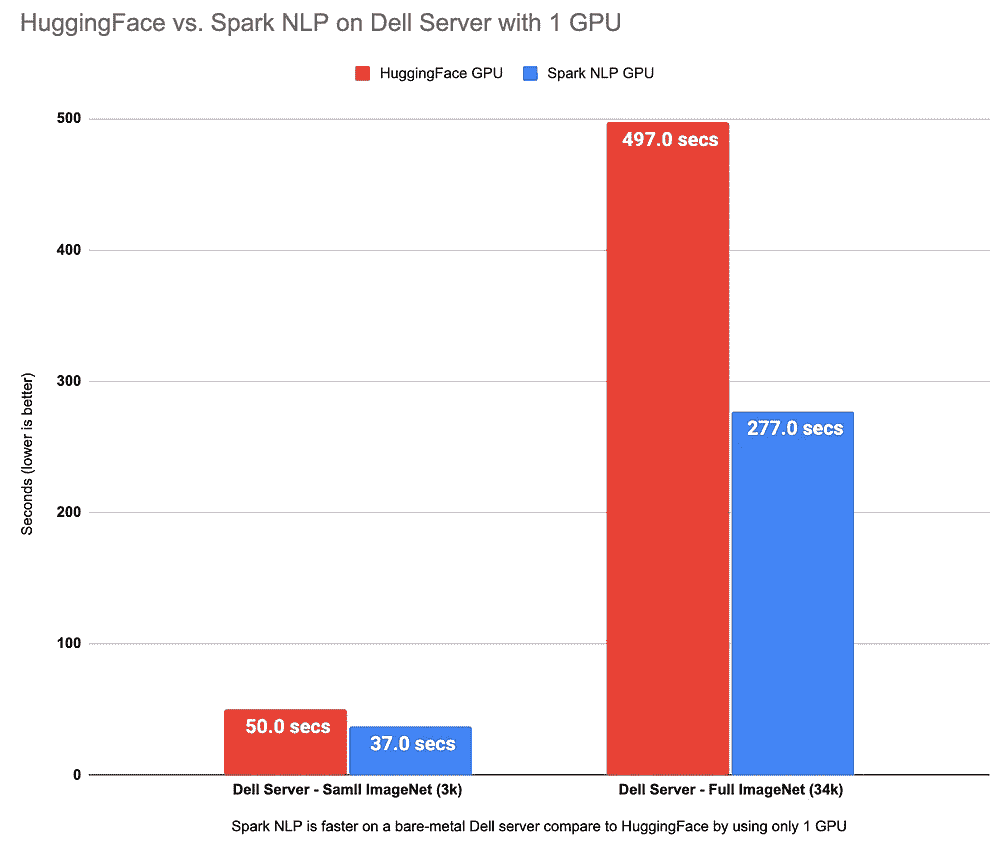 HuggingFace vs. Spark NLP on Dell Server with 1 GPU
HuggingFace GPU Spark NLP GPU
500
497.0 secs
400
300
277.0 secs
Seconds (lower is better)
200
100
50.0 secs
37.0 secs
0
Dell Server - Samll ImageNet (3k) Dell Server - Full ImageNet (34k)
Spark NLP is faster on a bare-metal Dell server compare to HuggingFace by using only 1 GPU